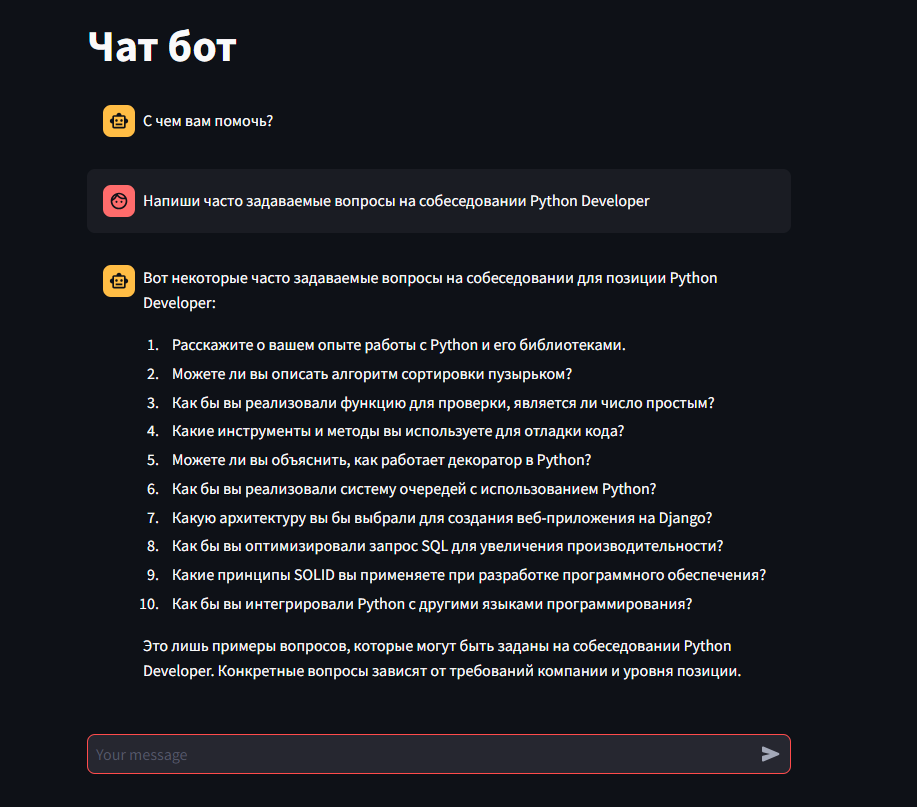 Чат бот
С чем вам помочь?
Напиши часто задаваемые вопросы на собеседовании Python Developer
Вот некоторые часто задаваемые вопросы на собеседовании для позиции Python
Developer:
1. Расскажите о вашем опыте работы с Python и его библиотеками.
2. Можете ли вы описать алгоритм сортировки пузырьком?
3. Как бы вы реализовали функцию для проверки, является ли число простым?
4. Какие инструменты и методы вы используете для отладки кода?
5. Можете ли вы объяснить, как работает декоратор в Python?
6. Как бы вы реализовали систему очередей с использованием Python?
7. Какую архитектуру вы бы выбрали для создания веб-приложения на Django?
8. Как бы вы оптимизировали запрос SQL для увеличения производительности?
9. Какие принципы SOLID вы применяете при разработке программного обеспечения?
10. Как бы вы интегрировали Python с другими языками программирования?
Это лишь примеры вопросов, которые могут быть заданы на собеседовании Python
Developer. Конкретные вопросы зависят от требований компании и уровня позиции.
Your message